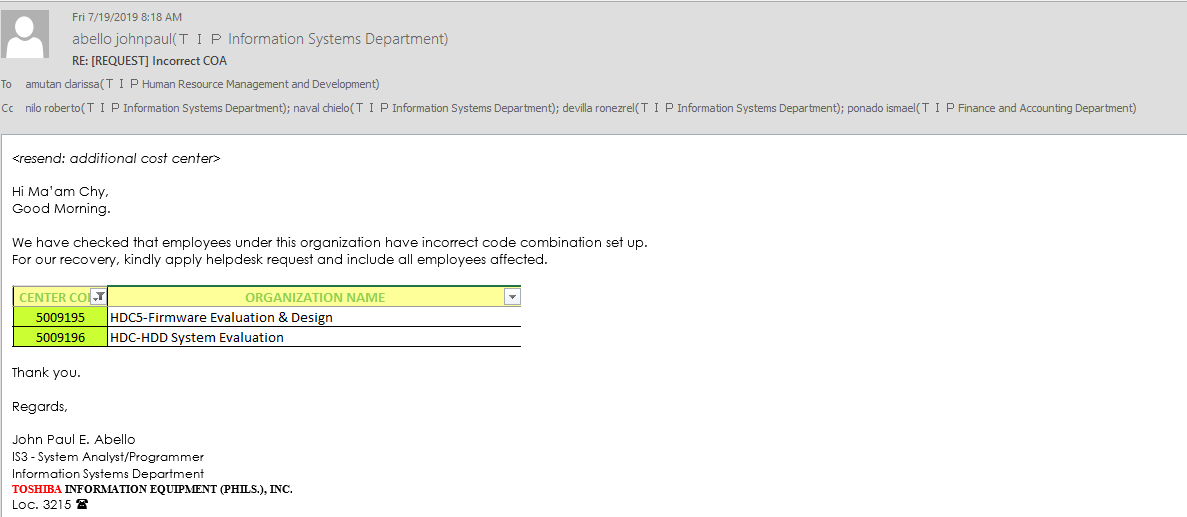 Fri 7/19/2019 8:18 AM
abello johnpaul(ＴＩＰ Information Systems Department)
RE: [REQUEST] Incorrect COA
To amutan clarissa(ＴＩＰ Human Resource Management and Development)
Cc nilo roberto(ＴＩＰ Information Systems Department); naval chielo(ＴＩＰ Information Systems Department); devilla ronezrel(ＴＩＰ Information Systems Department); ponado ismael(ＴＩＰ Finance and Accounting Department)
<resend: additional cost center>
Hi Ma'am Chy,
Good Morning.
We have checked that employees under this organization have incorrect code combination set up.
For our recovery, kindly apply helpdesk request and include all employees affected.
CENTER CO ORGANIZATION NAME
5009195 HDC5-Firmware Evaluation & Design
5009196 HDC-HDD System Evaluation
Thank you.
Regards,
John Paul E. Abello
IS3 - System Analyst/Programmer
Information Systems Department
TOSHIBA INFORMATION EQUIPMENT (PHILS.), INC.
Loc. 3215 ☎